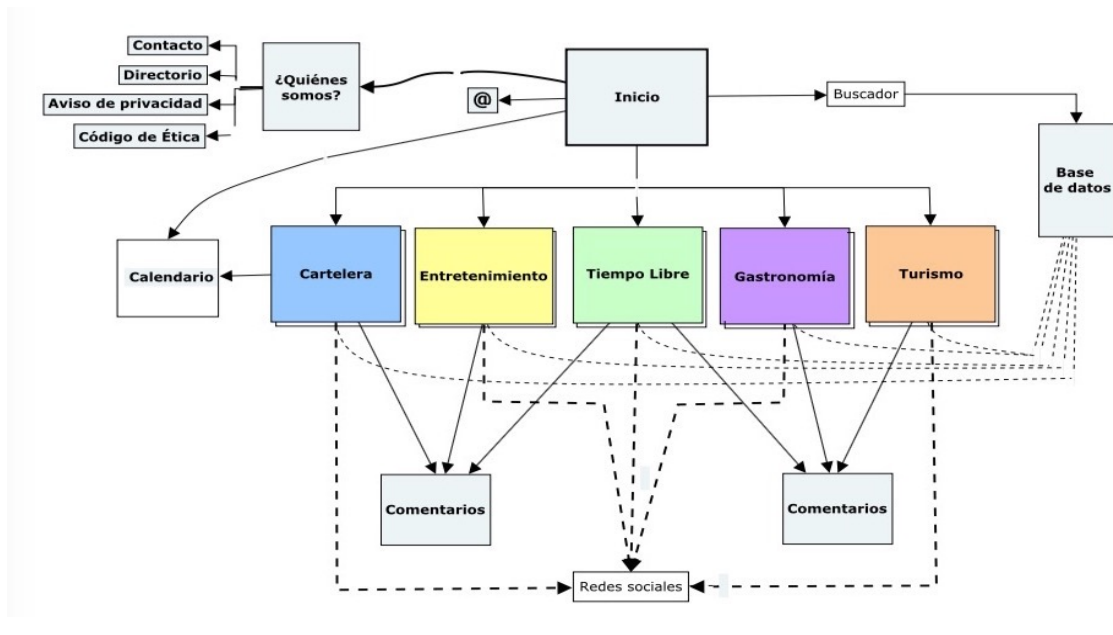 Contacto
Directorio
Aviso de privacidad
Código de Ética
¿Quiénes
somos?
@
Inicio
Buscador
Base
de datos
Calendario
Cartelera
Entretenimiento
Tiempo Libre
Gastronomía
Turismo
Comentarios
Comentarios
Redes sociales